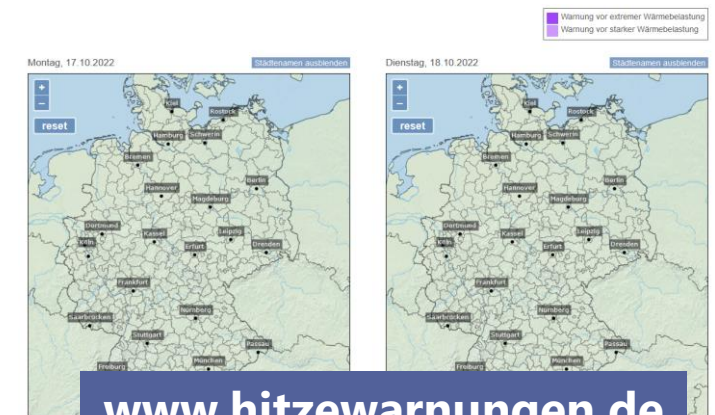 Warnung vor extremer Wärmebelastung
Warnung vor starker Wärmebelastung
Montag, 17.10.2022
Städtenamen ausblenden
+
−
reset
Kiel
Rostock
Hamburg
Schwerin
Bremen
Berlin
Hannover
Magdeburg
Dortmund
Köln
Kassel
Leipzig
Erfurt
Dresden
Frankfurt
Nürnberg
Saarbrücken
Stuttgart
Passau
München
Freiburg
Dienstag, 18.10.2022
Städtenamen ausblenden
+
−
reset
Kiel
Rostock
Hamburg
Schwerin
Bremen
Berlin
Hannover
Magdeburg
Dortmund
Köln
Kassel
Leipzig
Erfurt
Dresden
Frankfurt
Nürnberg
Saarbrücken
Stuttgart
Passau
München
Freiburg
www.hitzewarnungen.de